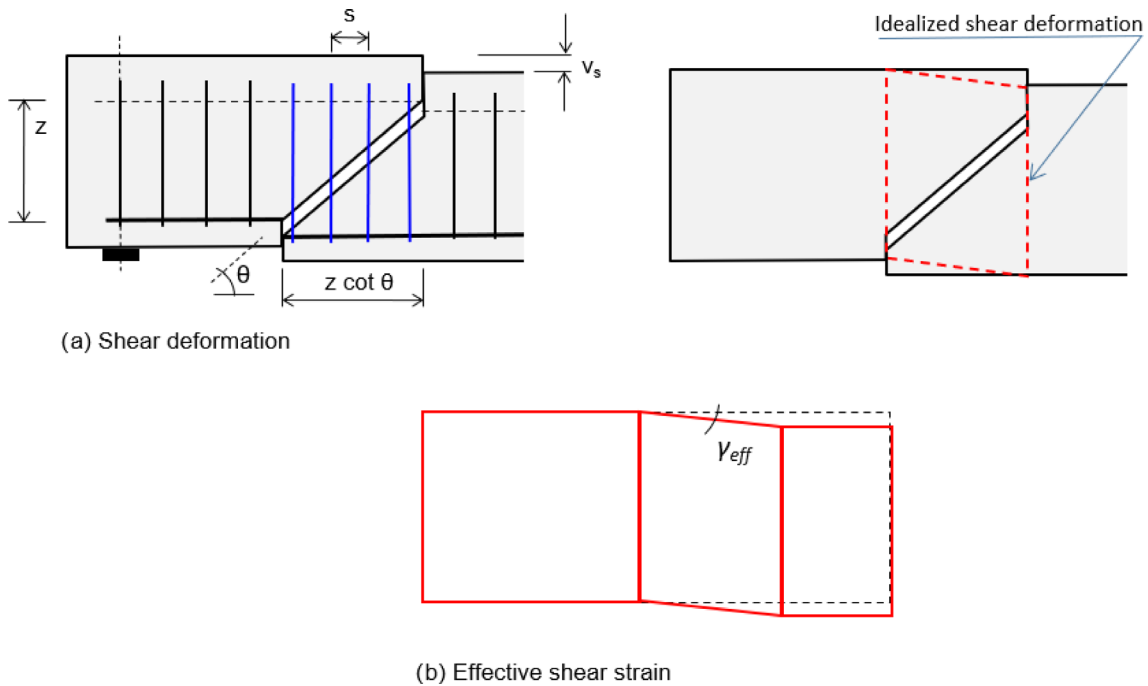 s
v_s
z
θ
z cot θ
Idealized shear deformation
(a) Shear deformation
γ_eff
(b) Effective shear strain